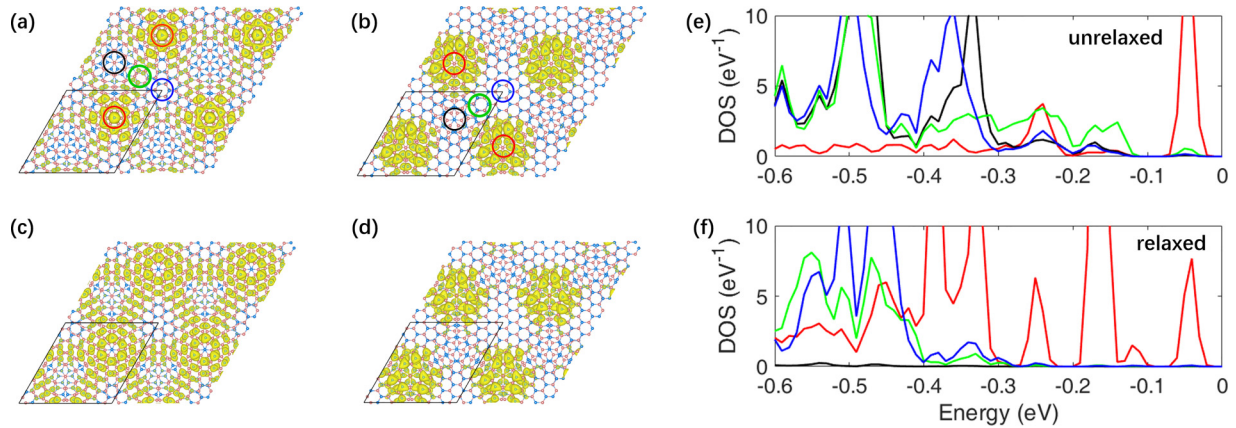 (a)
(b)
(c)
(d)
(e)
10
5
0
DOS (eV⁻¹)
unrelaxed
-0.6
-0.5
-0.4
-0.3
-0.2
-0.1
0
(f)
10
5
0
DOS (eV⁻¹)
relaxed
-0.6
-0.5
-0.4
-0.3
-0.2
-0.1
0
Energy (eV)